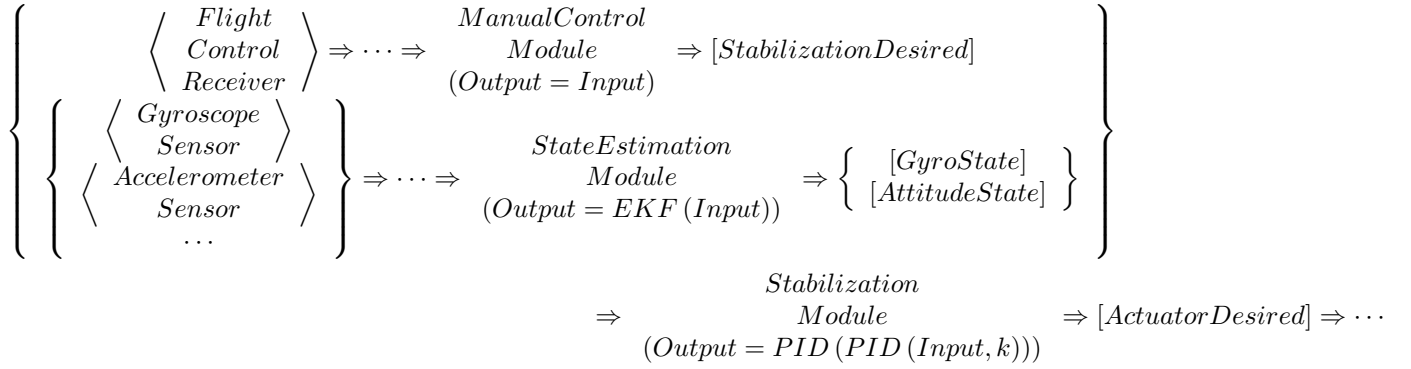 Flight
Control
Receiver
⇒ ··· ⇒
ManualControl
Module
(Output = Input)
⇒ [StabilizationDesired]
Gyroscope
Sensor
Accelerometer
Sensor
···
⇒ ··· ⇒
StateEstimation
Module
(Output = EKF (Input))
⇒
[GyroState]
[AttitudeState]
⇒
Stabilization
Module
(Output = PID (PID (Input, k)))
⇒ [ActuatorDesired] ⇒ ···